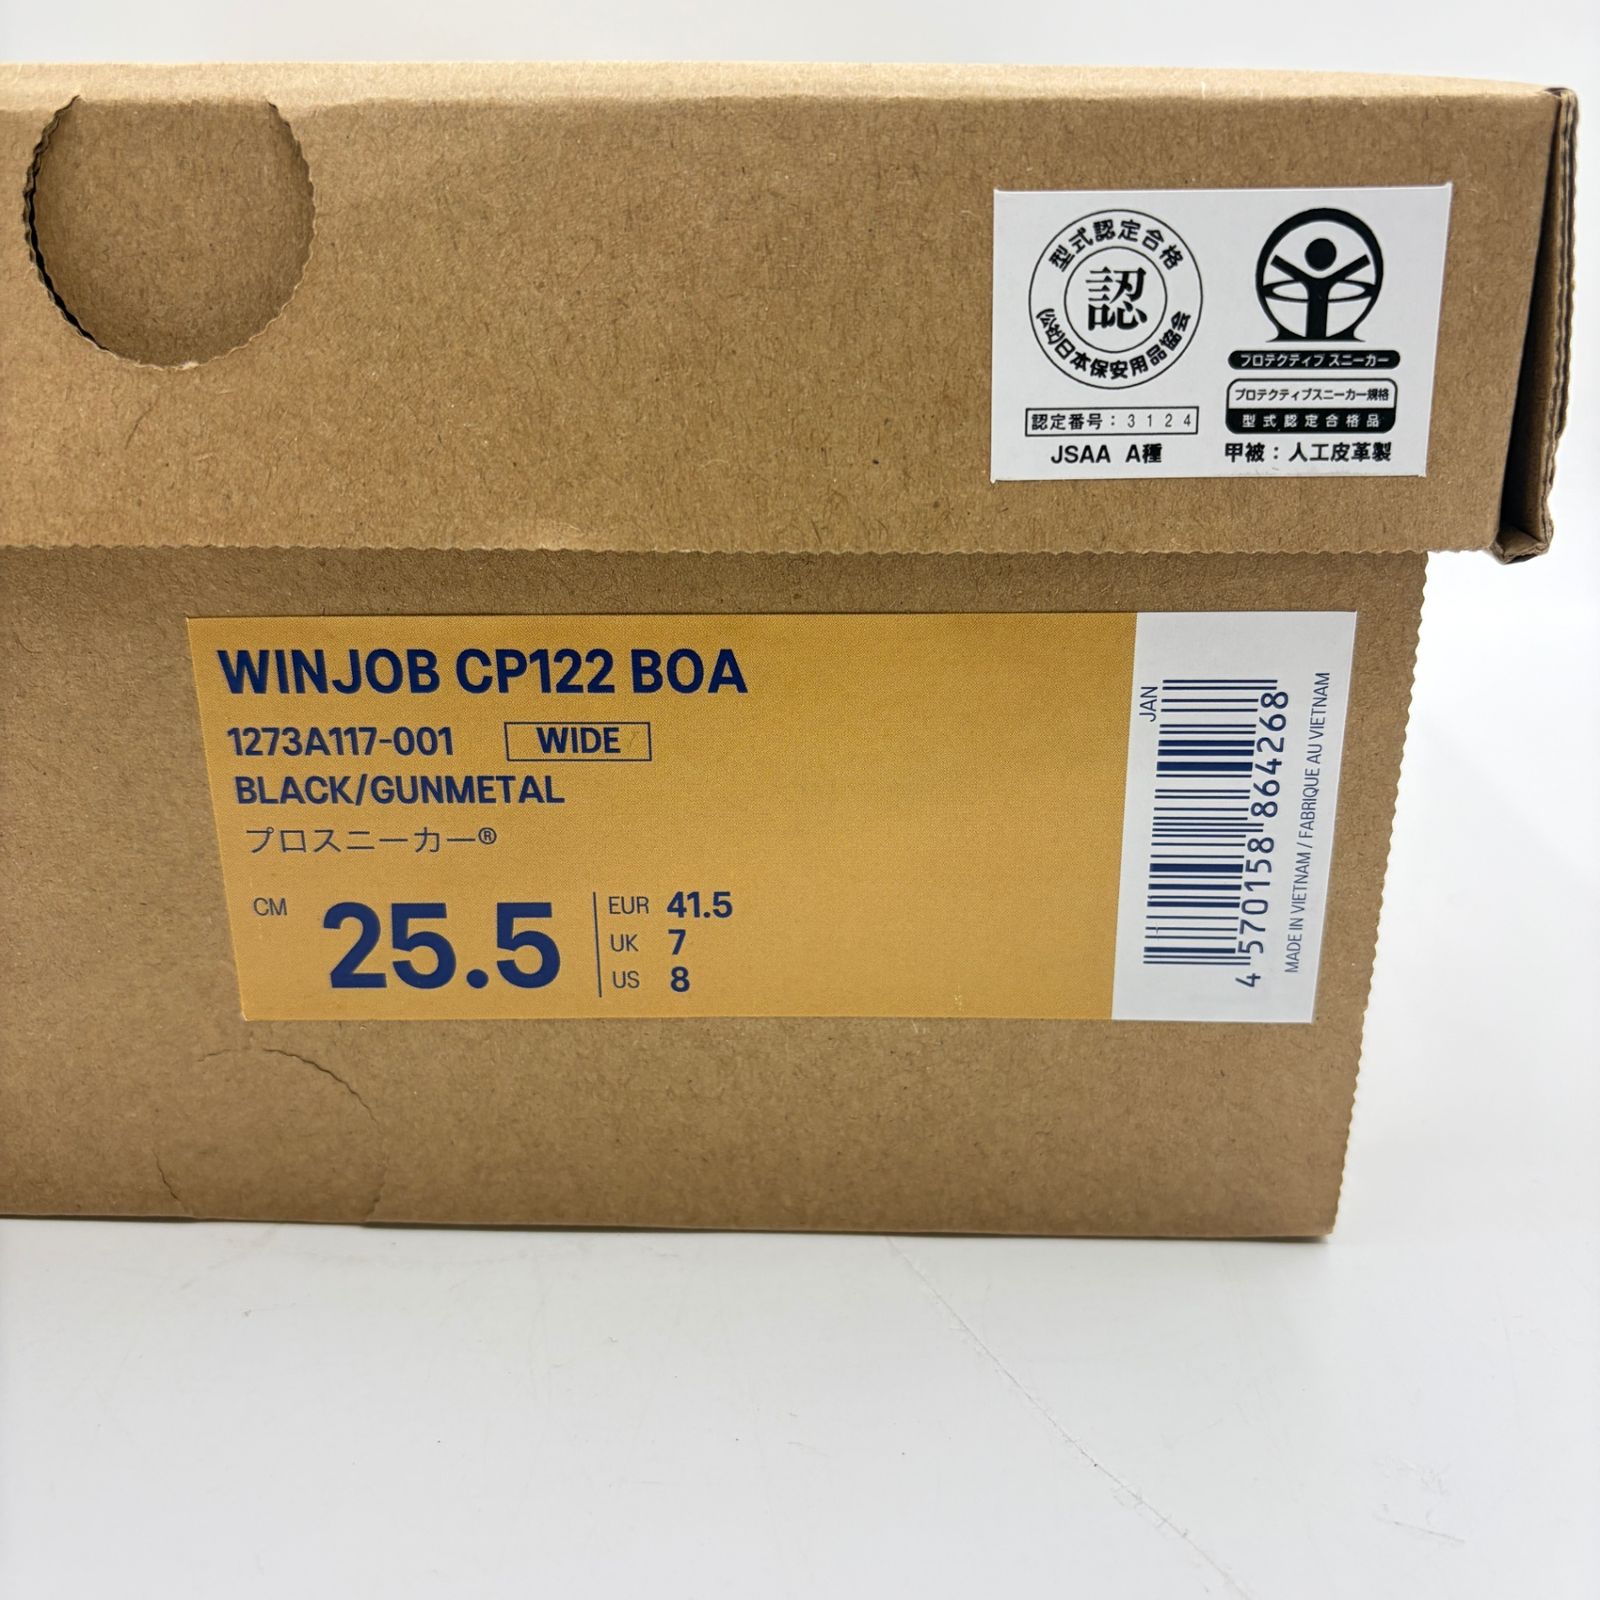 型式認定合格
認
(公社)日本保安用品協会
認定番号：3124
JSAA A種
プロテクティブ スニーカー
プロテクティブスニーカー規格
型式認定合格品
甲被：人工皮革製
WINJOB CP122 BOA
1273A117-001 WIDE
BLACK/GUNMETAL
プロスニーカー®
CM 25.5
EUR 41.5
UK 7
US 8
JAN
4570158864268
MADE IN VIETNAM / FABRIQUE AU VIETNAM